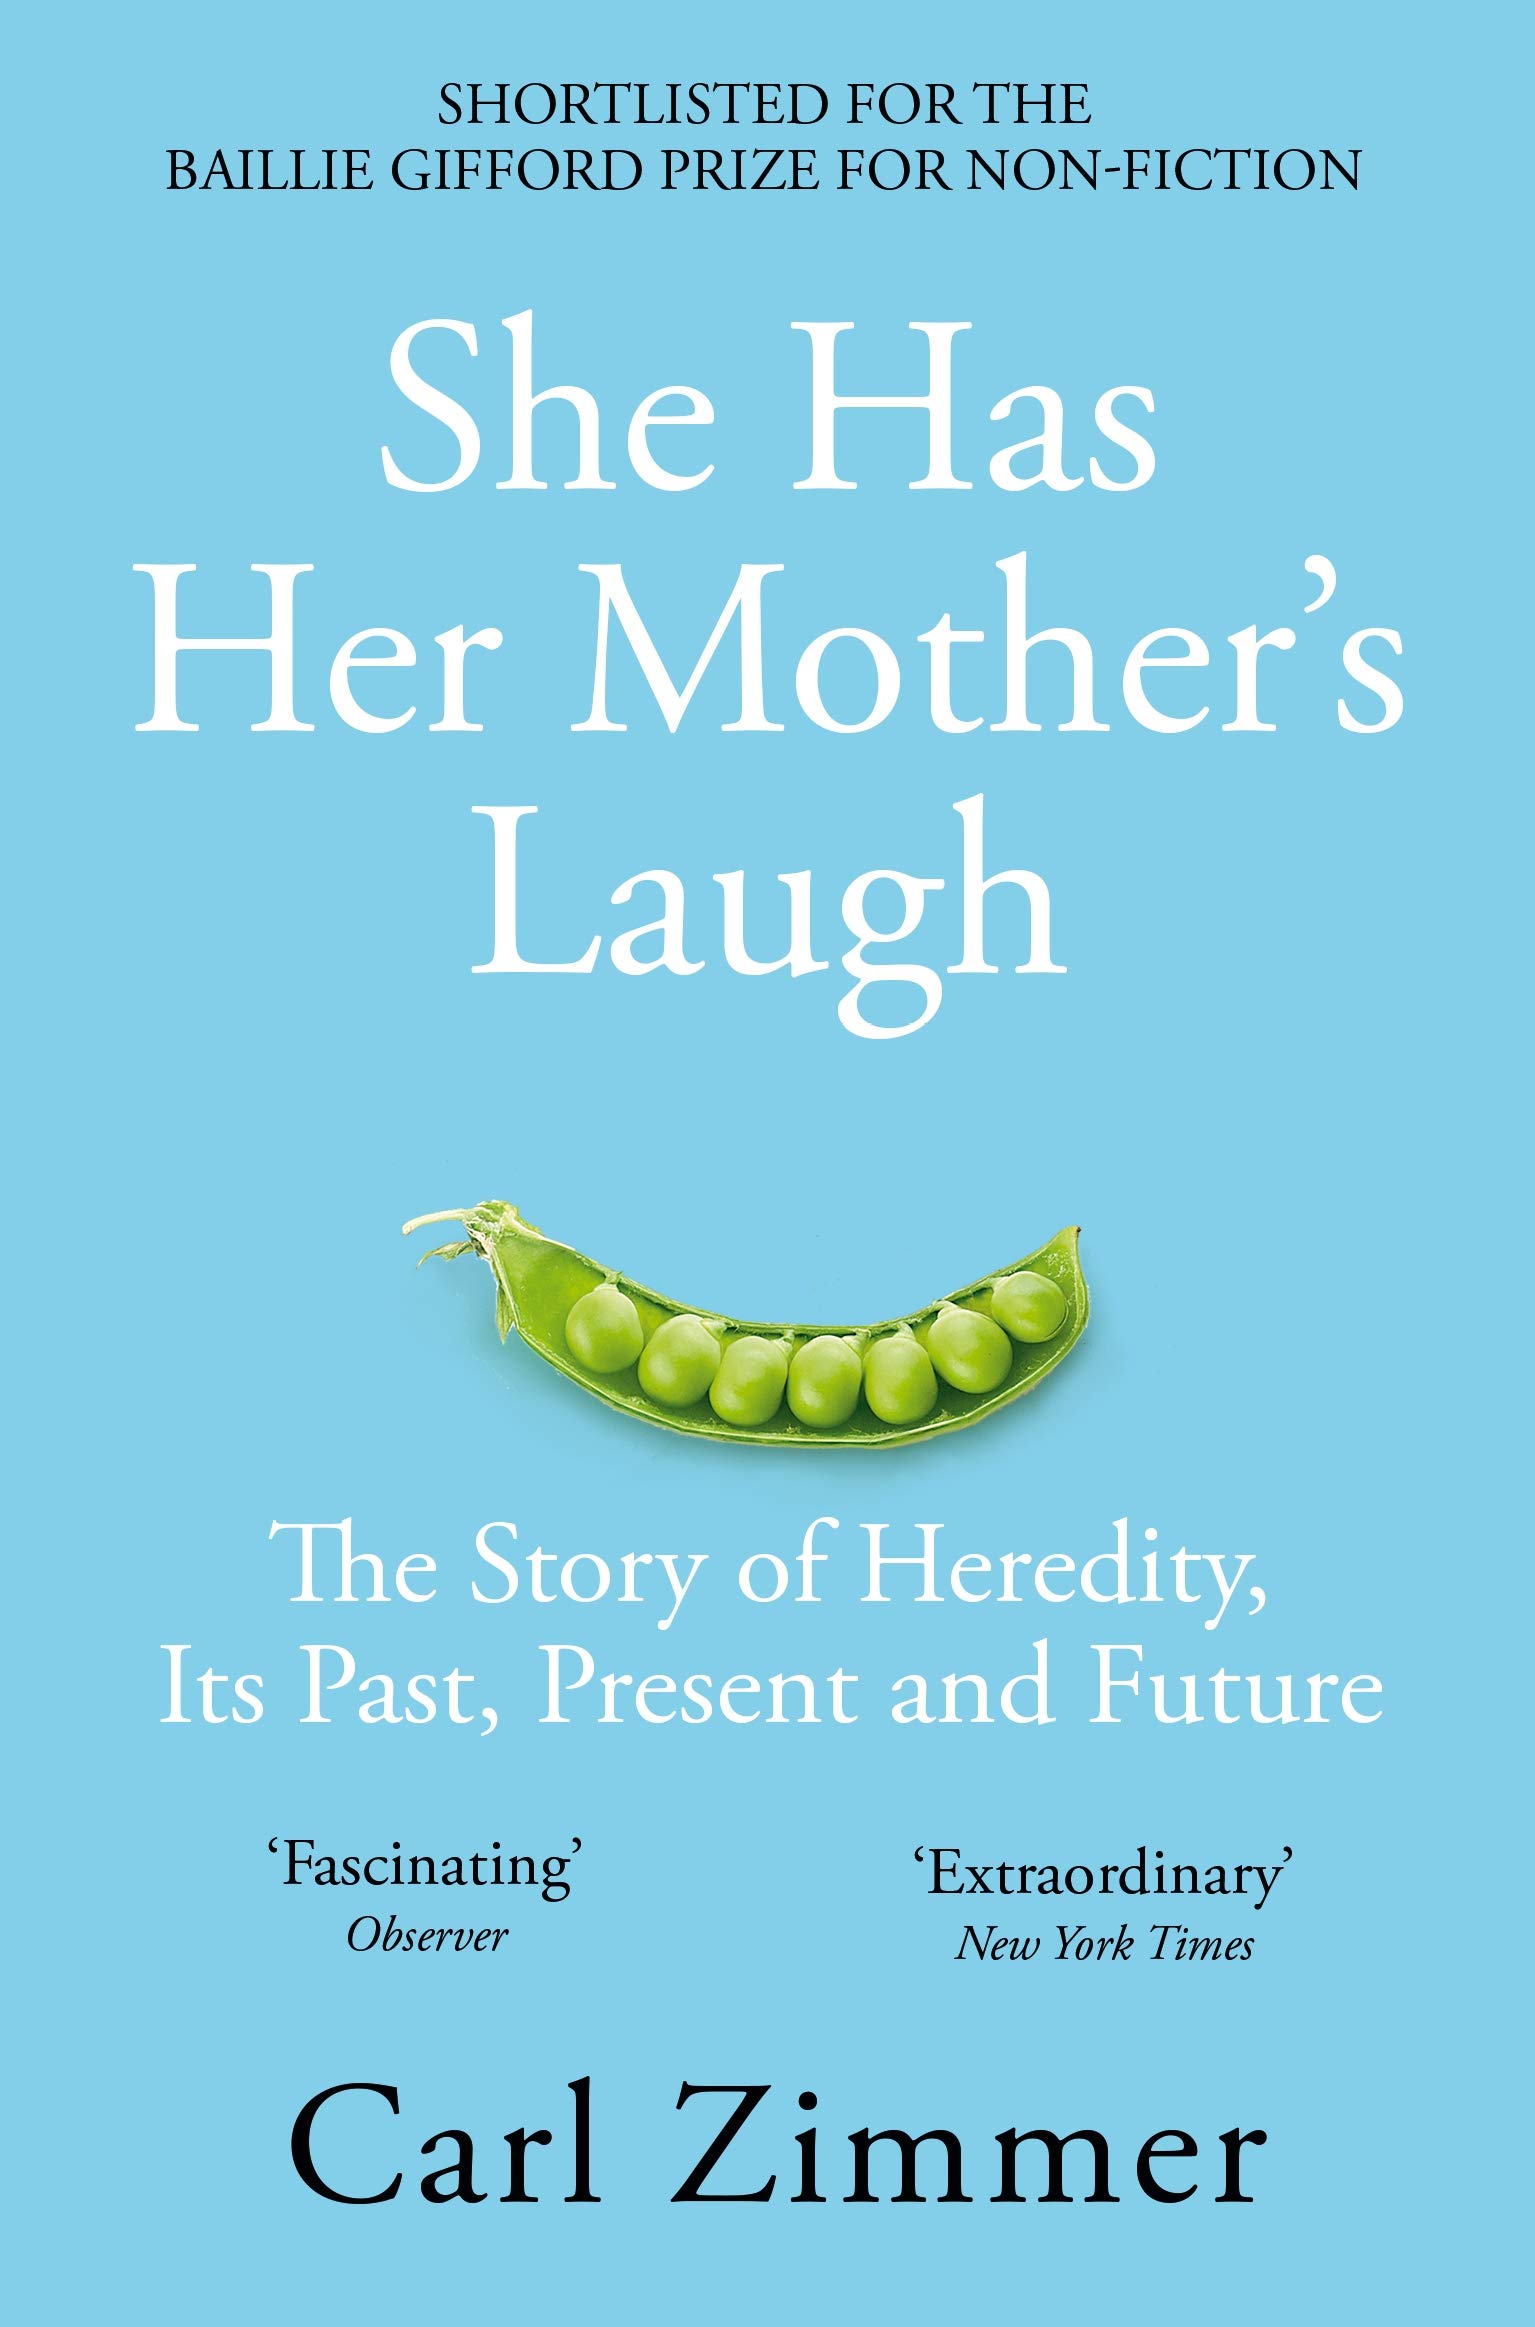 SHORTLISTED FOR THE
BAILLIE GIFFORD PRIZE FOR NON-FICTION
She Has
Her Mother’s
Laugh
The Story of Heredity,
Its Past, Present and Future
‘Fascinating’
Observer
‘Extraordinary’
New York Times
Carl Zimmer